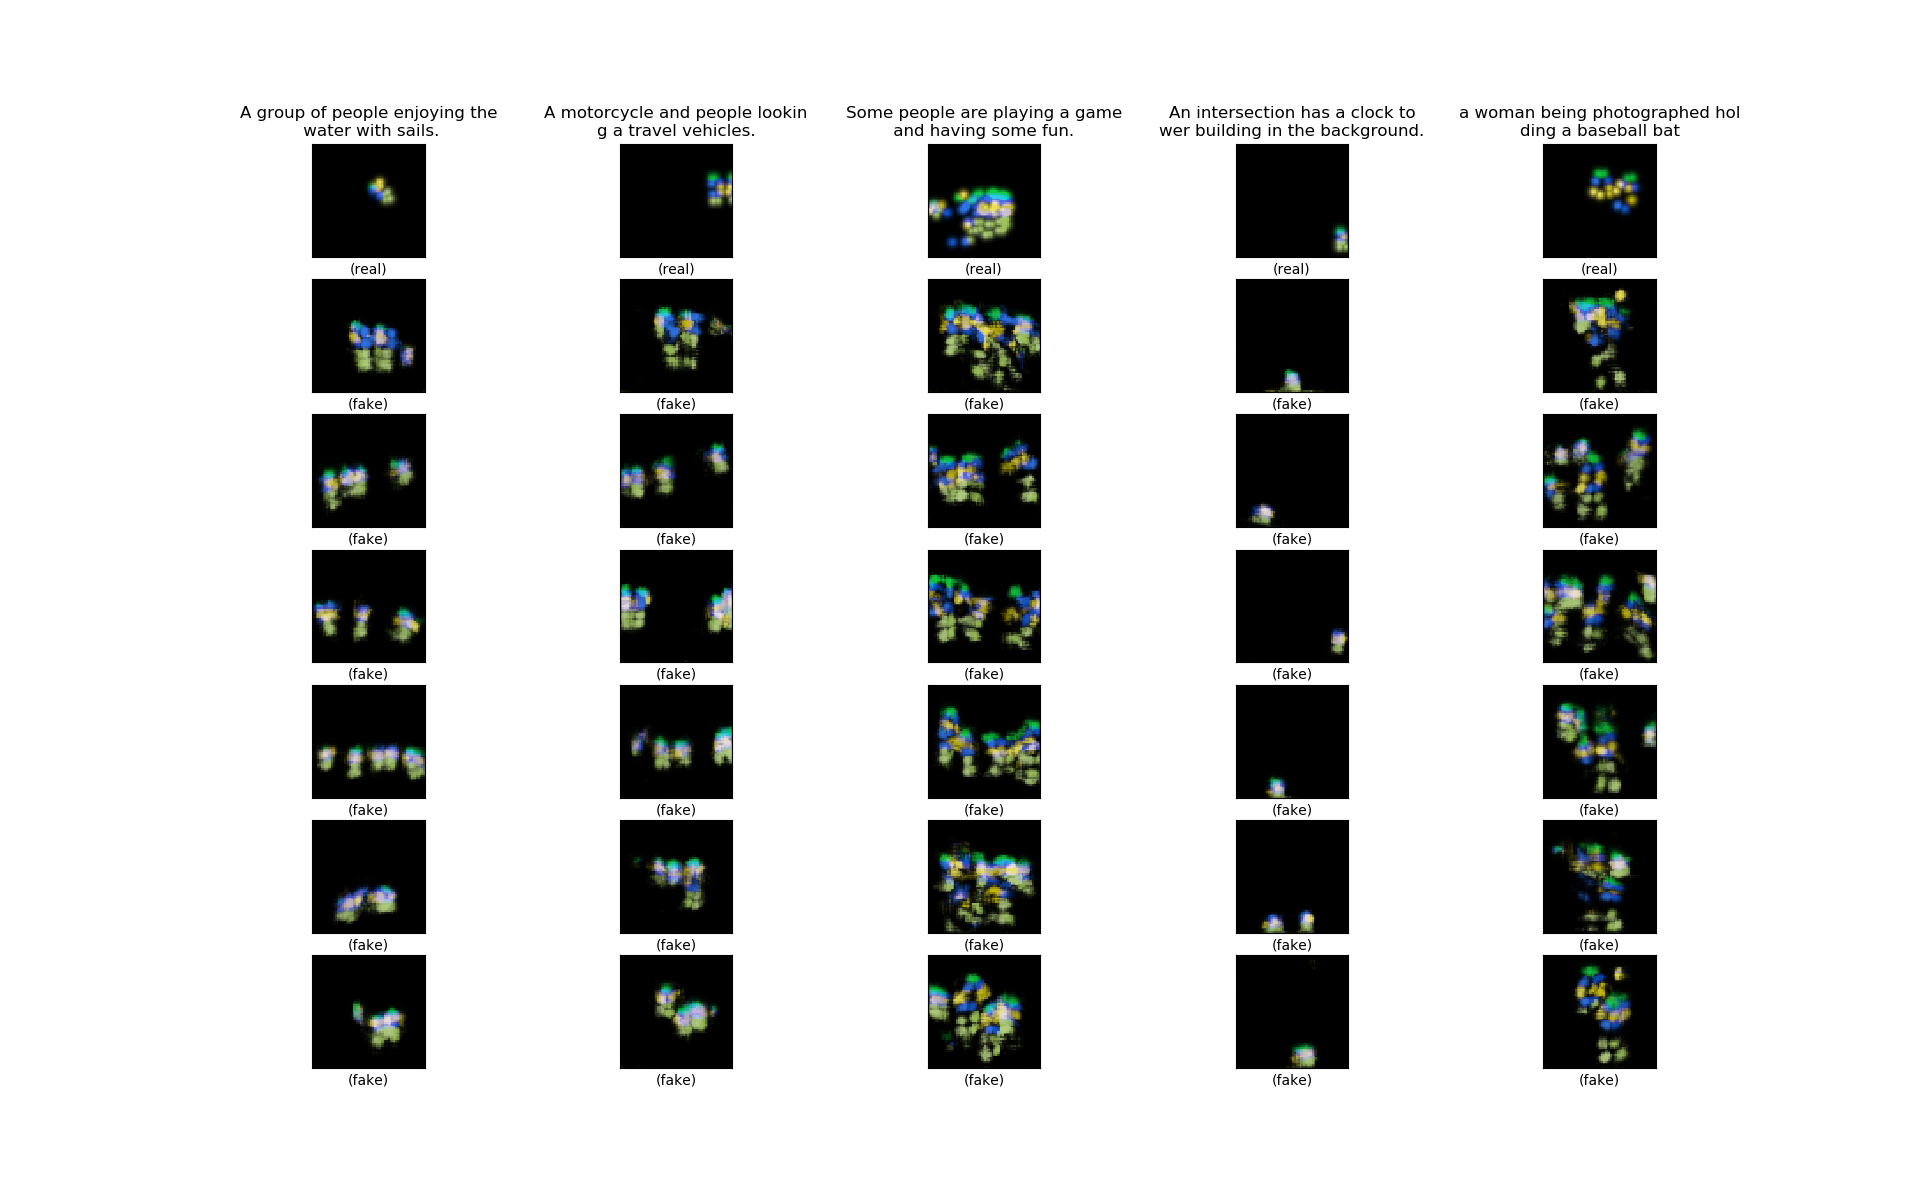 A group of people enjoying the
water with sails.
A motorcycle and people lookin
g a travel vehicles.
Some people are playing a game
and having some fun.
An intersection has a clock to
wer building in the background.
a woman being photographed hol
ding a baseball bat
(real) (real) (real) (real) (real)
(fake) (fake) (fake) (fake) (fake)
(fake) (fake) (fake) (fake) (fake)
(fake) (fake) (fake) (fake) (fake)
(fake) (fake) (fake) (fake) (fake)
(fake) (fake) (fake) (fake) (fake)
(fake) (fake) (fake) (fake) (fake)